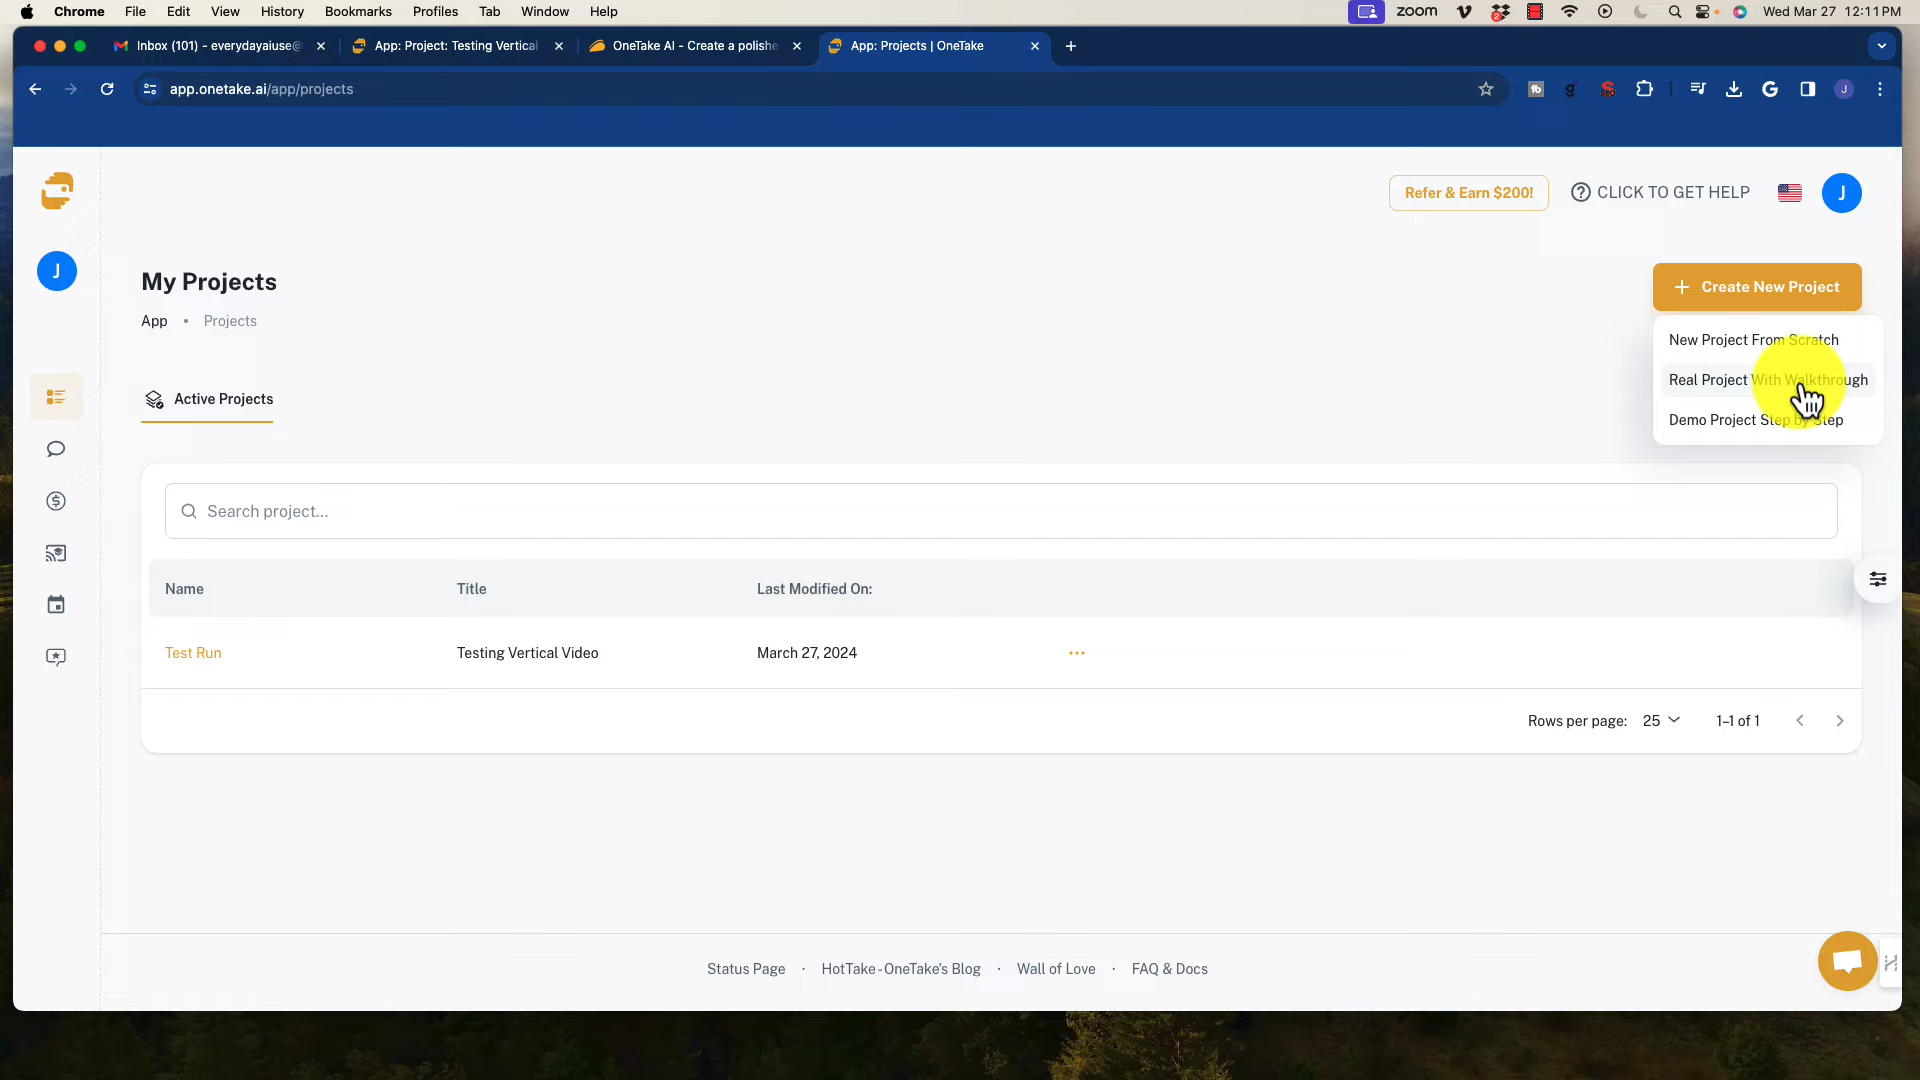 Chrome File Edit View History Bookmarks Profiles Tab Window Help zoom 2 Wed Mar 27 12:11 PM
Inbox (101) - everydayaiuse@ App: Project: Testing Vertical OneTake AI - Create a polishe App: Projects | OneTake
app.onetake.ai/app/projects tb g J
Refer & Earn $200! CLICK TO GET HELP J
J
My Projects
Create New Project
App • Projects
New Project From Scratch
Real Project With Walkthrough
Demo Project Step by Step
Active Projects
Search project...
Name Title Last Modified On:
Test Run Testing Vertical Video March 27, 2024
Rows per page: 25 1–1 of 1
Status Page · HotTake - OneTake's Blog · Wall of Love · FAQ & Docs